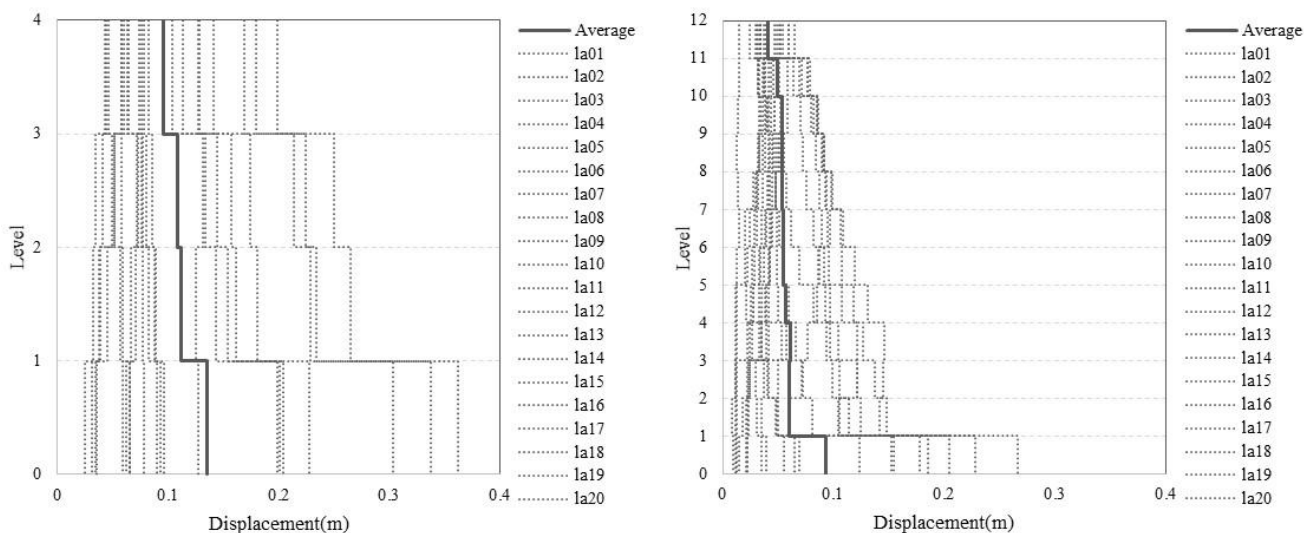 4
3
2
1
0
Level
0
0.1
0.2
0.3
0.4
Displacement(m)
Average
la01
la02
la03
la04
la05
la06
la07
la08
la09
la10
la11
la12
la13
la14
la15
la16
la17
la18
la19
la20
12
11
10
9
8
7
6
5
4
3
2
1
0
Level
0
0.1
0.2
0.3
0.4
Displacement(m)
Average
la01
la02
la03
la04
la05
la06
la07
la08
la09
la10
la11
la12
la13
la14
la15
la16
la17
la18
la19
la20